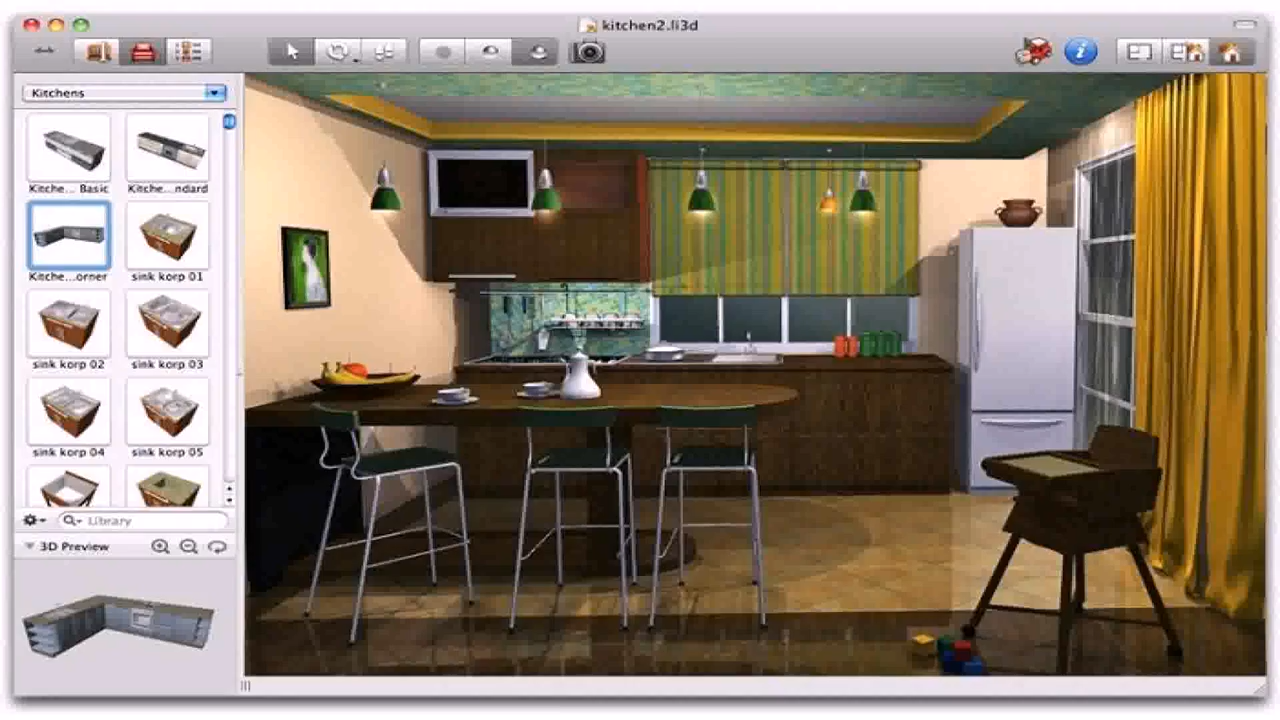 kitchen2.li3d
Kitchens
Kitche... Basic
Kitche...ndard
Kitche...orner
sink korp 01
sink korp 02
sink korp 03
sink korp 04
sink korp 05
Library
3D Preview